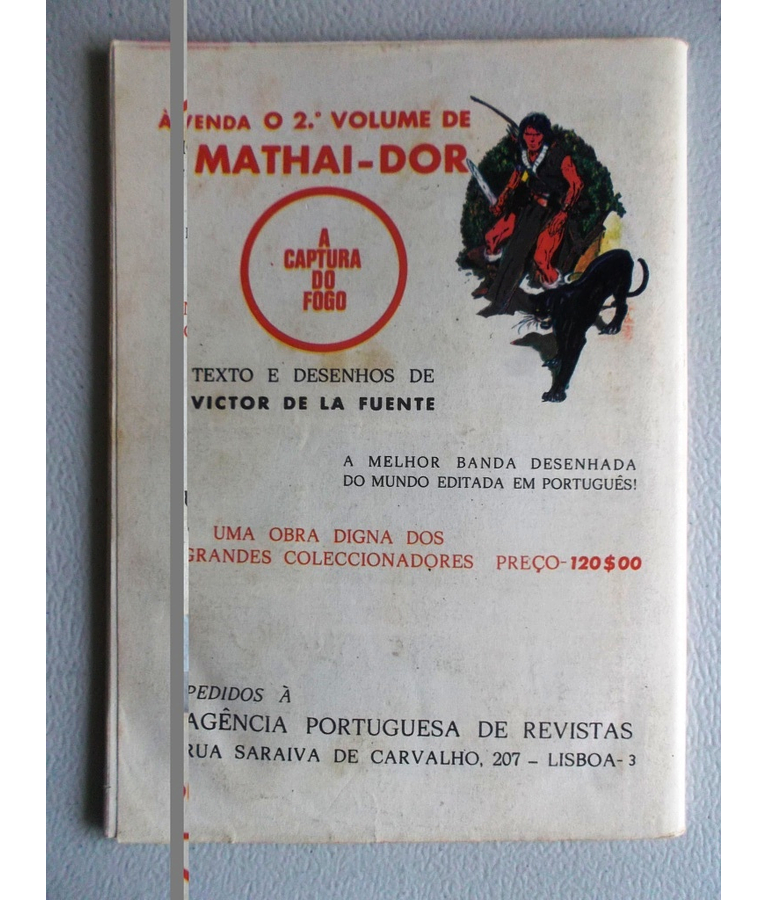 À VENDA O 2.º VOLUME DE
MATHAI-DOR
A
CAPTURA
DO
FOGO
TEXTO E DESENHOS DE
VICTOR DE LA FUENTE
A MELHOR BANDA DESENHADA
DO MUNDO EDITADA EM PORTUGUÊS!
UMA OBRA DIGNA DOS
GRANDES COLECCIONADORES PREÇO-120$00
PEDIDOS À
AGÊNCIA PORTUGUESA DE REVISTAS
RUA SARAIVA DE CARVALHO, 207 – LISBOA-3